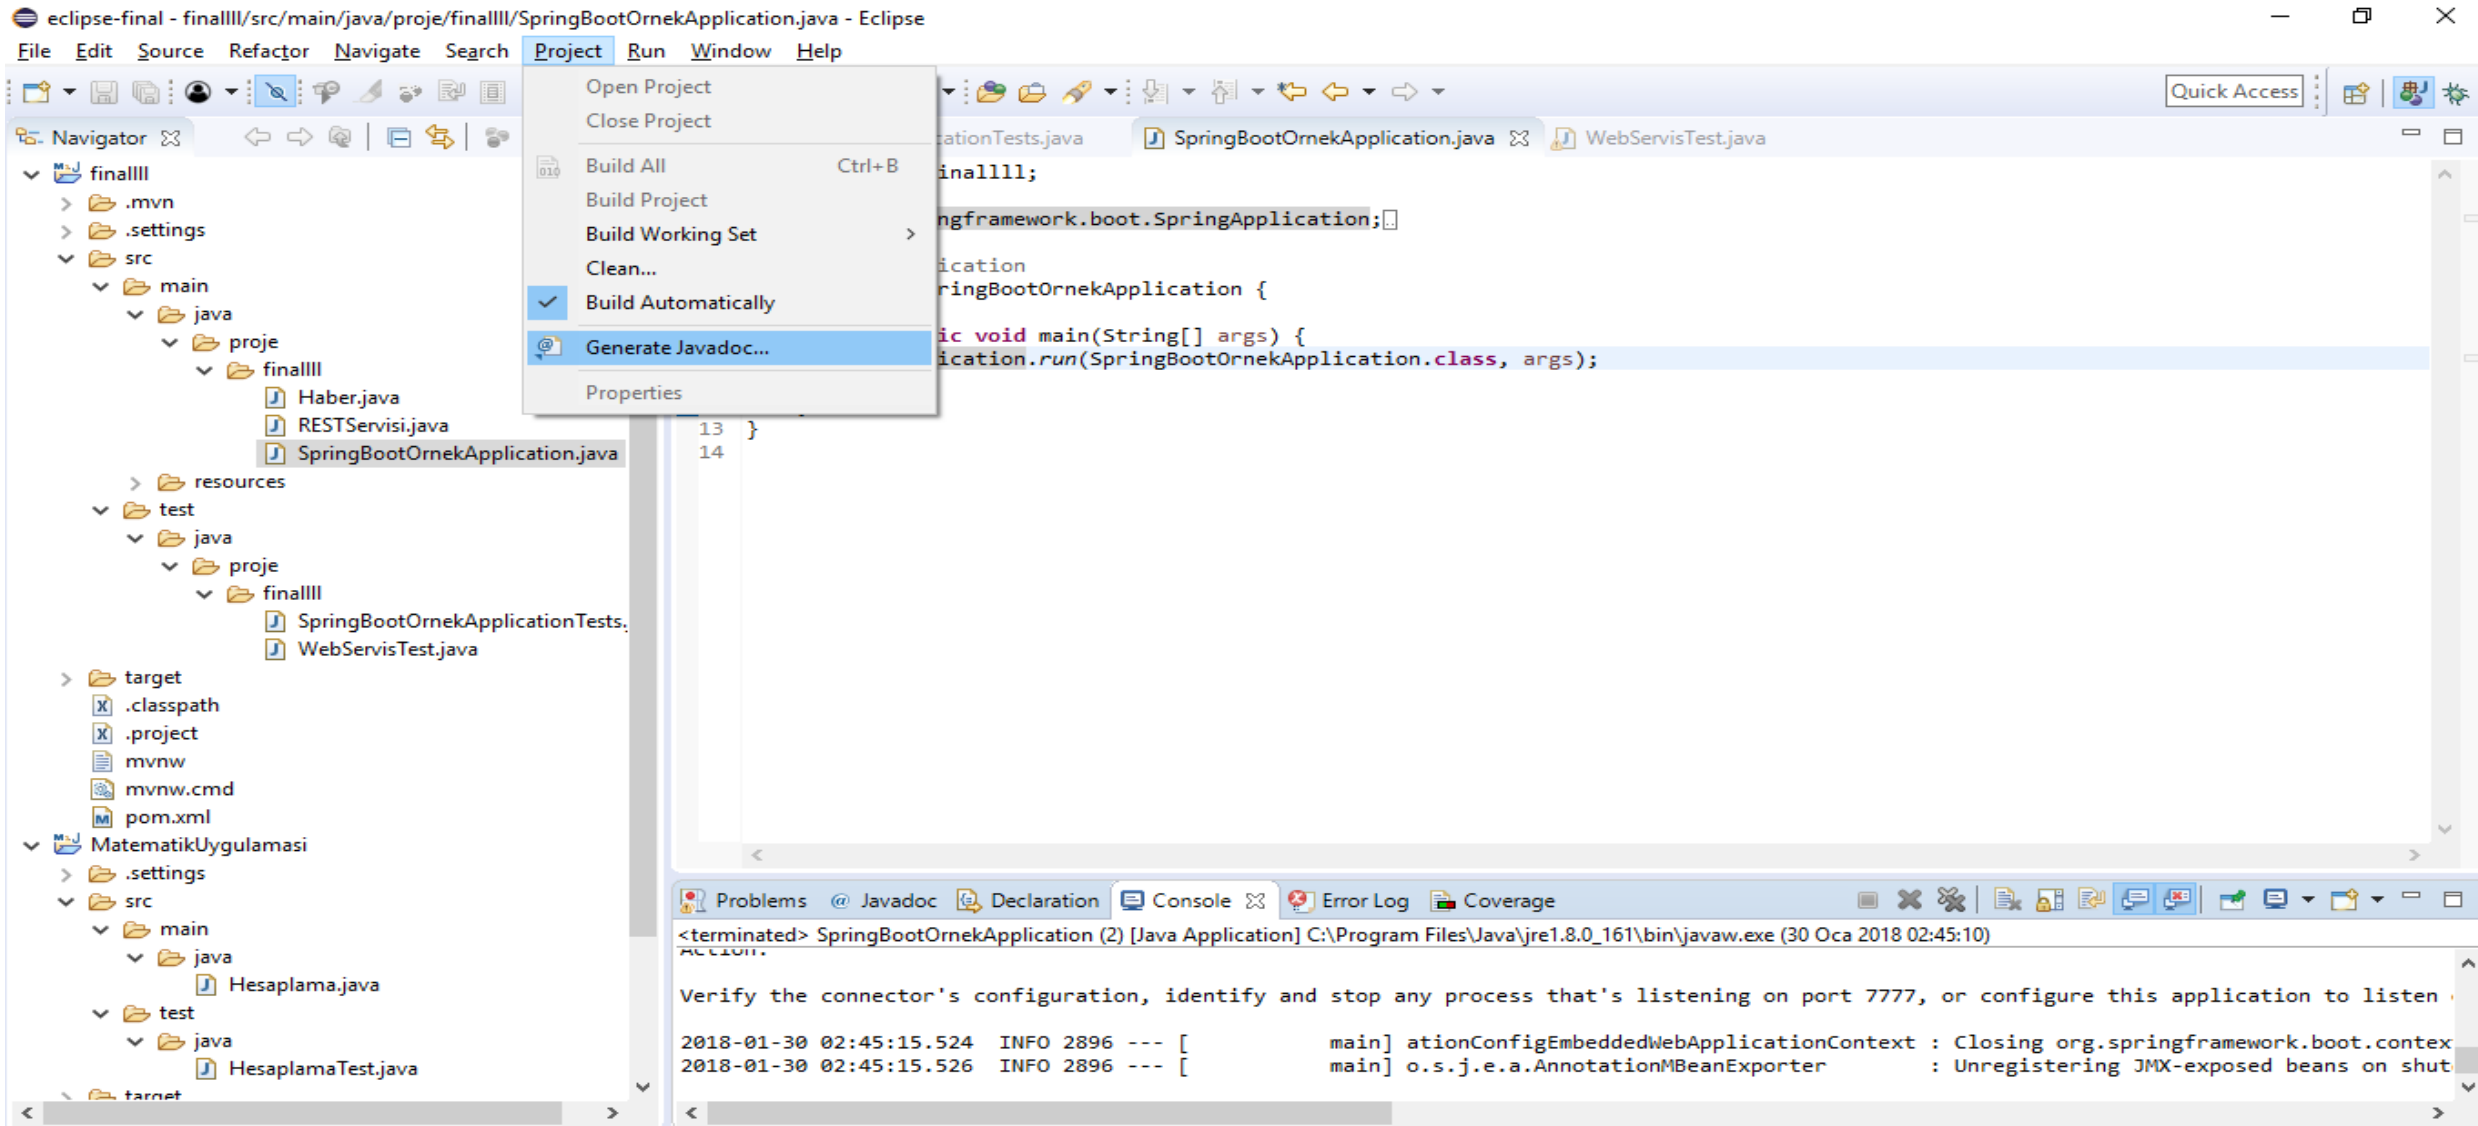 eclipse-final - finallll/src/main/java/proje/finallll/SpringBootOrnekApplication.java - Eclipse
File Edit Source Refactor Navigate Search Project Run Window Help
Quick Access
Open Project
Close Project
Build All Ctrl+B
Build Project
Build Working Set
Clean...
Build Automatically
Generate Javadoc...
Properties
Navigator
finallll
.mvn
.settings
src
main
java
proje
finallll
Haber.java
RESTServisi.java
SpringBootOrnekApplication.java
resources
test
java
proje
finallll
SpringBootOrnekApplicationTests.
WebServisTest.java
target
.classpath
.project
mvnw
mvnw.cmd
pom.xml
MatematikUygulamasi
.settings
src
main
java
Hesaplama.java
test
java
HesaplamaTest.java
target
cationTests.java SpringBootOrnekApplication.java WebServisTest.java
inallll;
ngframework.boot.SpringApplication;
ication
ringBootOrnekApplication {
ic void main(String[] args) {
ication.run(SpringBootOrnekApplication.class, args);
13 }
14
Problems @ Javadoc Declaration Console Error Log Coverage
<terminated> SpringBootOrnekApplication (2) [Java Application] C:\Program Files\Java\jre1.8.0_161\bin\javaw.exe (30 Oca 2018 02:45:10)
Action:
Verify the connector's configuration, identify and stop any process that's listening on port 7777, or configure this application to listen
2018-01-30 02:45:15.524 INFO 2896 --- [ main] ationConfigEmbeddedWebApplicationContext : Closing org.springframework.boot.contex
2018-01-30 02:45:15.526 INFO 2896 --- [ main] o.s.j.e.a.AnnotationMBeanExporter : Unregistering JMX-exposed beans on shut